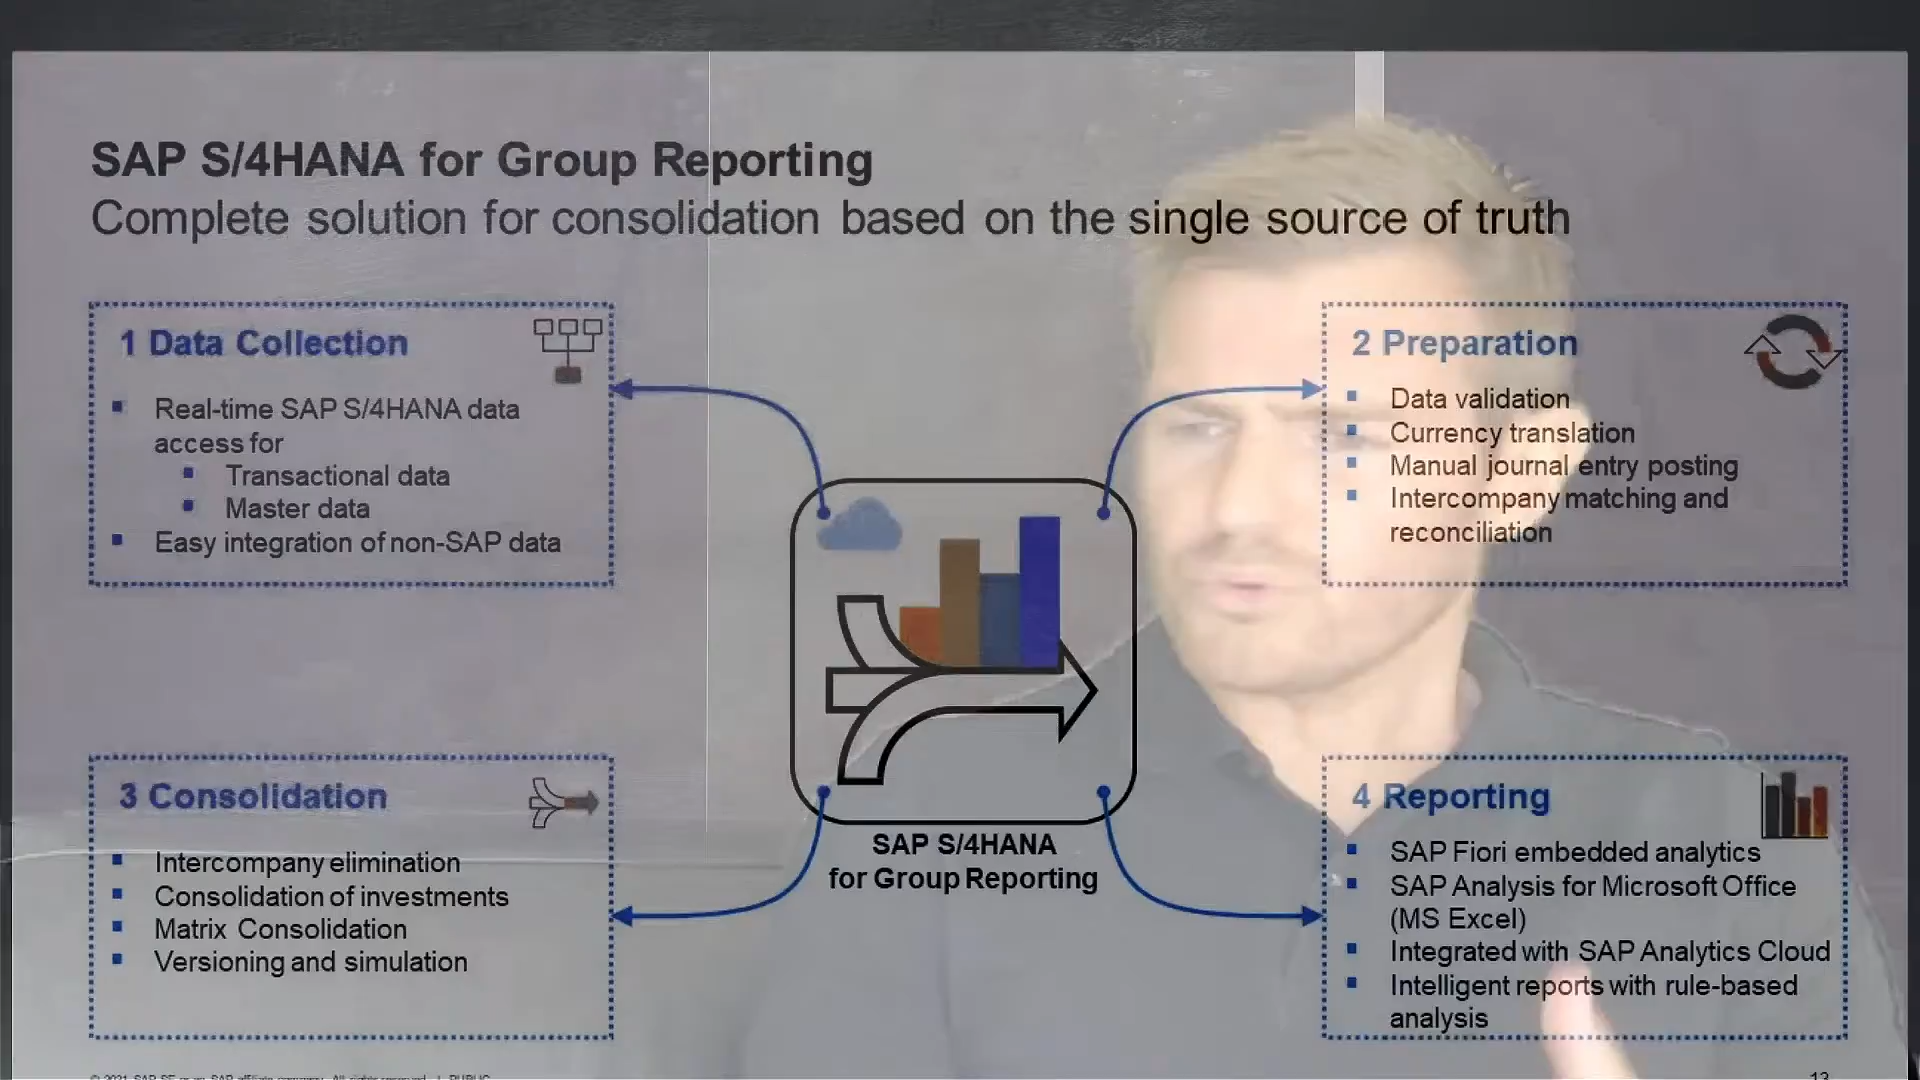 SAP S/4HANA for Group Reporting
Complete solution for consolidation based on the single source of truth
1 Data Collection
Real-time SAP S/4HANA data
access for
Transactional data
Master data
Easy integration of non-SAP data
2 Preparation
Data validation
Currency translation
Manual journal entry posting
Intercompany matching and
reconciliation
SAP S/4HANA
for Group Reporting
3 Consolidation
Intercompany elimination
Consolidation of investments
Matrix Consolidation
Versioning and simulation
4 Reporting
SAP Fiori embedded analytics
SAP Analysis for Microsoft Office
(MS Excel)
Integrated with SAP Analytics Cloud
Intelligent reports with rule-based
analysis